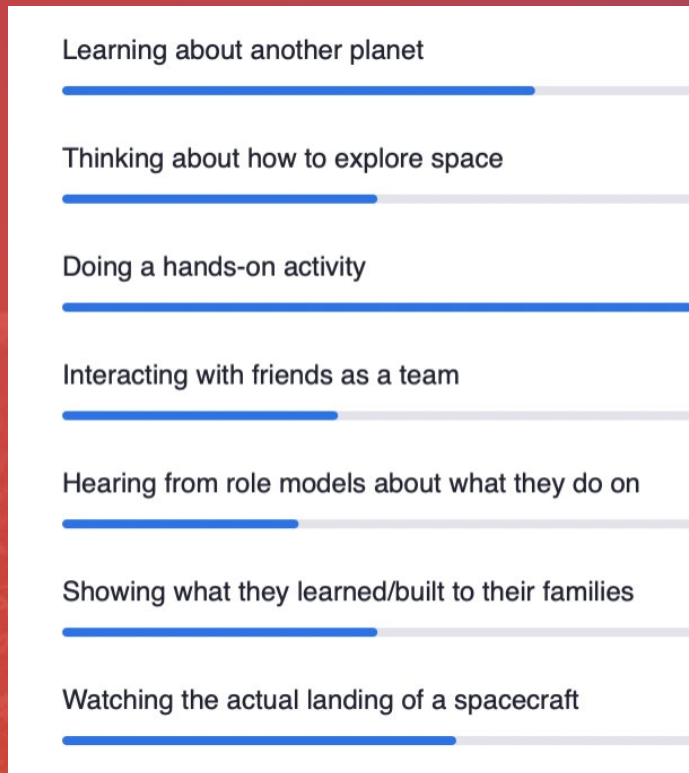 Learning about another planet
Thinking about how to explore space
Doing a hands-on activity
Interacting with friends as a team
Hearing from role models about what they do on
Showing what they learned/built to their families
Watching the actual landing of a spacecraft